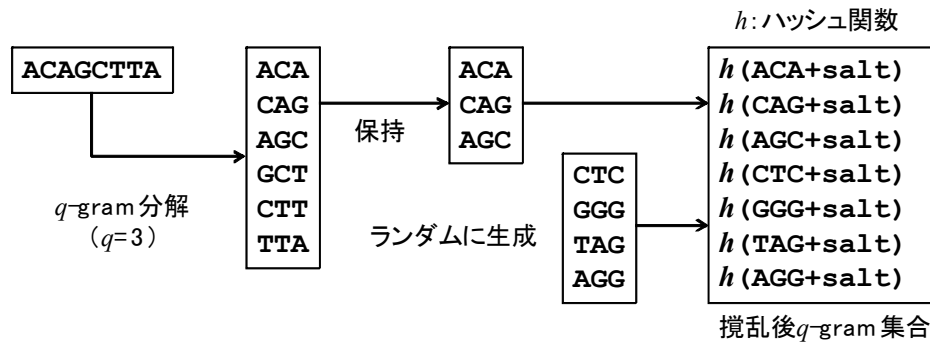 h:ハッシュ関数
ACAGCTTA
q-gram分解
(q=3)
ACA
CAG
AGC
GCT
CTT
TTA
保持
ACA
CAG
AGC
ランダムに生成
CTC
GGG
TAG
AGG
h(ACA+salt)
h(CAG+salt)
h(AGC+salt)
h(CTC+salt)
h(GGG+salt)
h(TAG+salt)
h(AGG+salt)
撹乱後q-gram集合